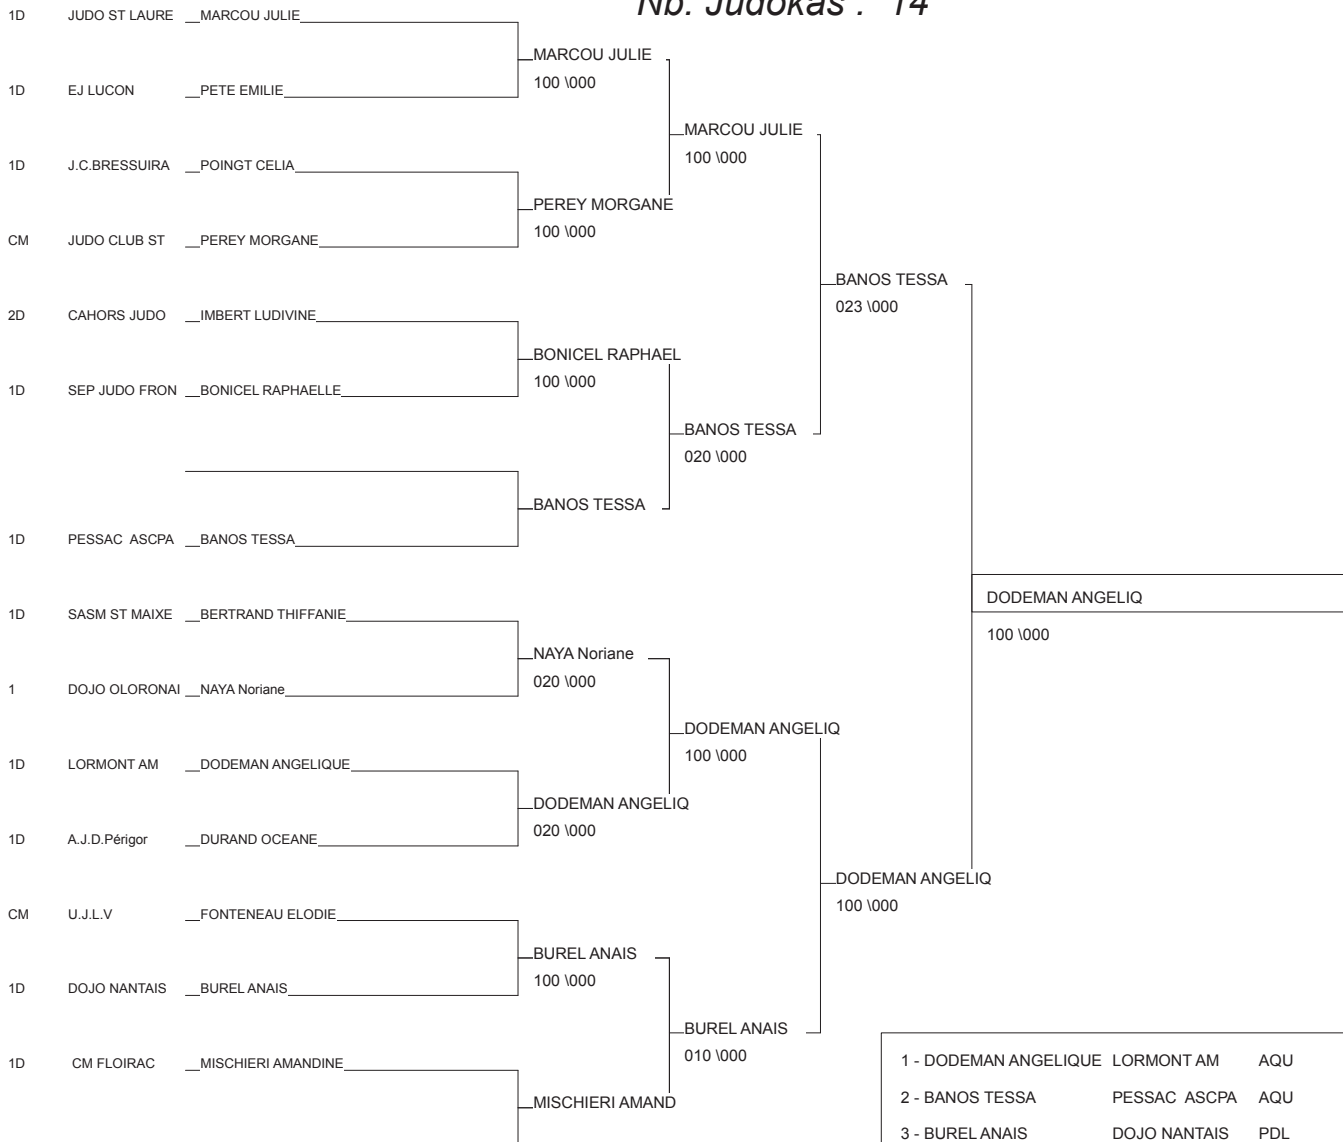 Nb. Judokas : 14
1D JUDO ST LAURE MARCOU JULIE
MARCOU JULIE
100 \000
1D EJ LUCON PETE EMILIE
MARCOU JULIE
100 \000
1D J.C.BRESSUIRA POINGT CELIA
PEREY MORGANE
100 \000
CM JUDO CLUB ST PEREY MORGANE
BANOS TESSA
023 \000
2D CAHORS JUDO IMBERT LUDIVINE
BONICEL RAPHAEL
100 \000
1D SEP JUDO FRON BONICEL RAPHAELLE
BANOS TESSA
020 \000
BANOS TESSA
1D PESSAC ASCPA BANOS TESSA
DODEMAN ANGELIQ
100 \000
1D SASM ST MAIXE BERTRAND THIFFANIE
NAYA Noriane
020 \000
1 DOJO OLORONAI NAYA Noriane
DODEMAN ANGELIQ
100 \000
1D LORMONT AM DODEMAN ANGELIQUE
DODEMAN ANGELIQ
020 \000
1D A.J.D.Périgor DURAND OCEANE
DODEMAN ANGELIQ
100 \000
CM U.J.L.V FONTENEAU ELODIE
BUREL ANAIS
100 \000
1D DOJO NANTAIS BUREL ANAIS
BUREL ANAIS
010 \000
1D CM FLOIRAC MISCHIERI AMANDINE
MISCHIERI AMAND
1 - DODEMAN ANGELIQUE LORMONT AM AQU
2 - BANOS TESSA PESSAC ASCPA AQU
3 - BUREL ANAIS DOJO NANTAIS PDL